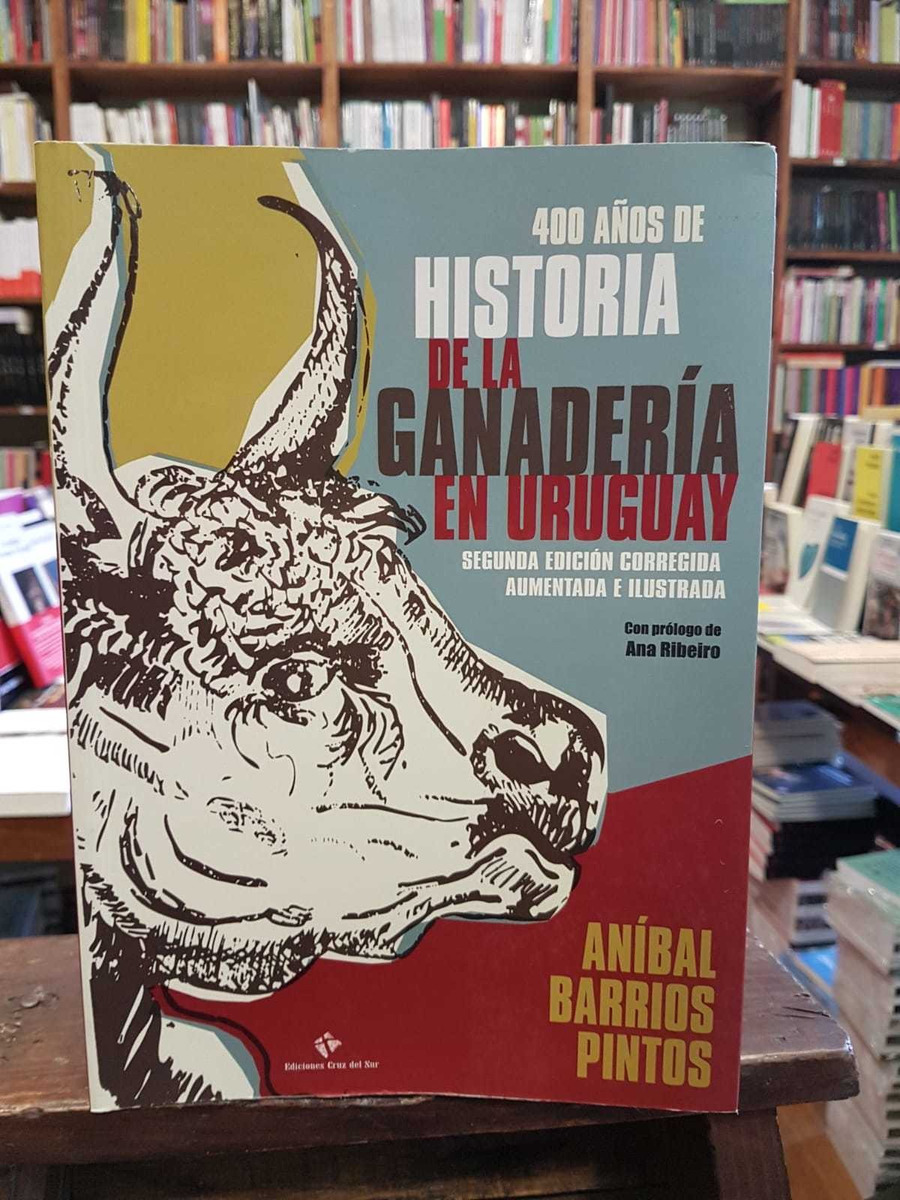 400 AÑOS DE
HISTORIA
DE LA
GANADERÍA
EN URUGUAY
SEGUNDA EDICIÓN CORREGIDA
AUMENTADA E ILUSTRADA
Con prólogo de
Ana Ribeiro
ANÍBAL
BARRIOS
PINTOS
Ediciones Cruz del Sur